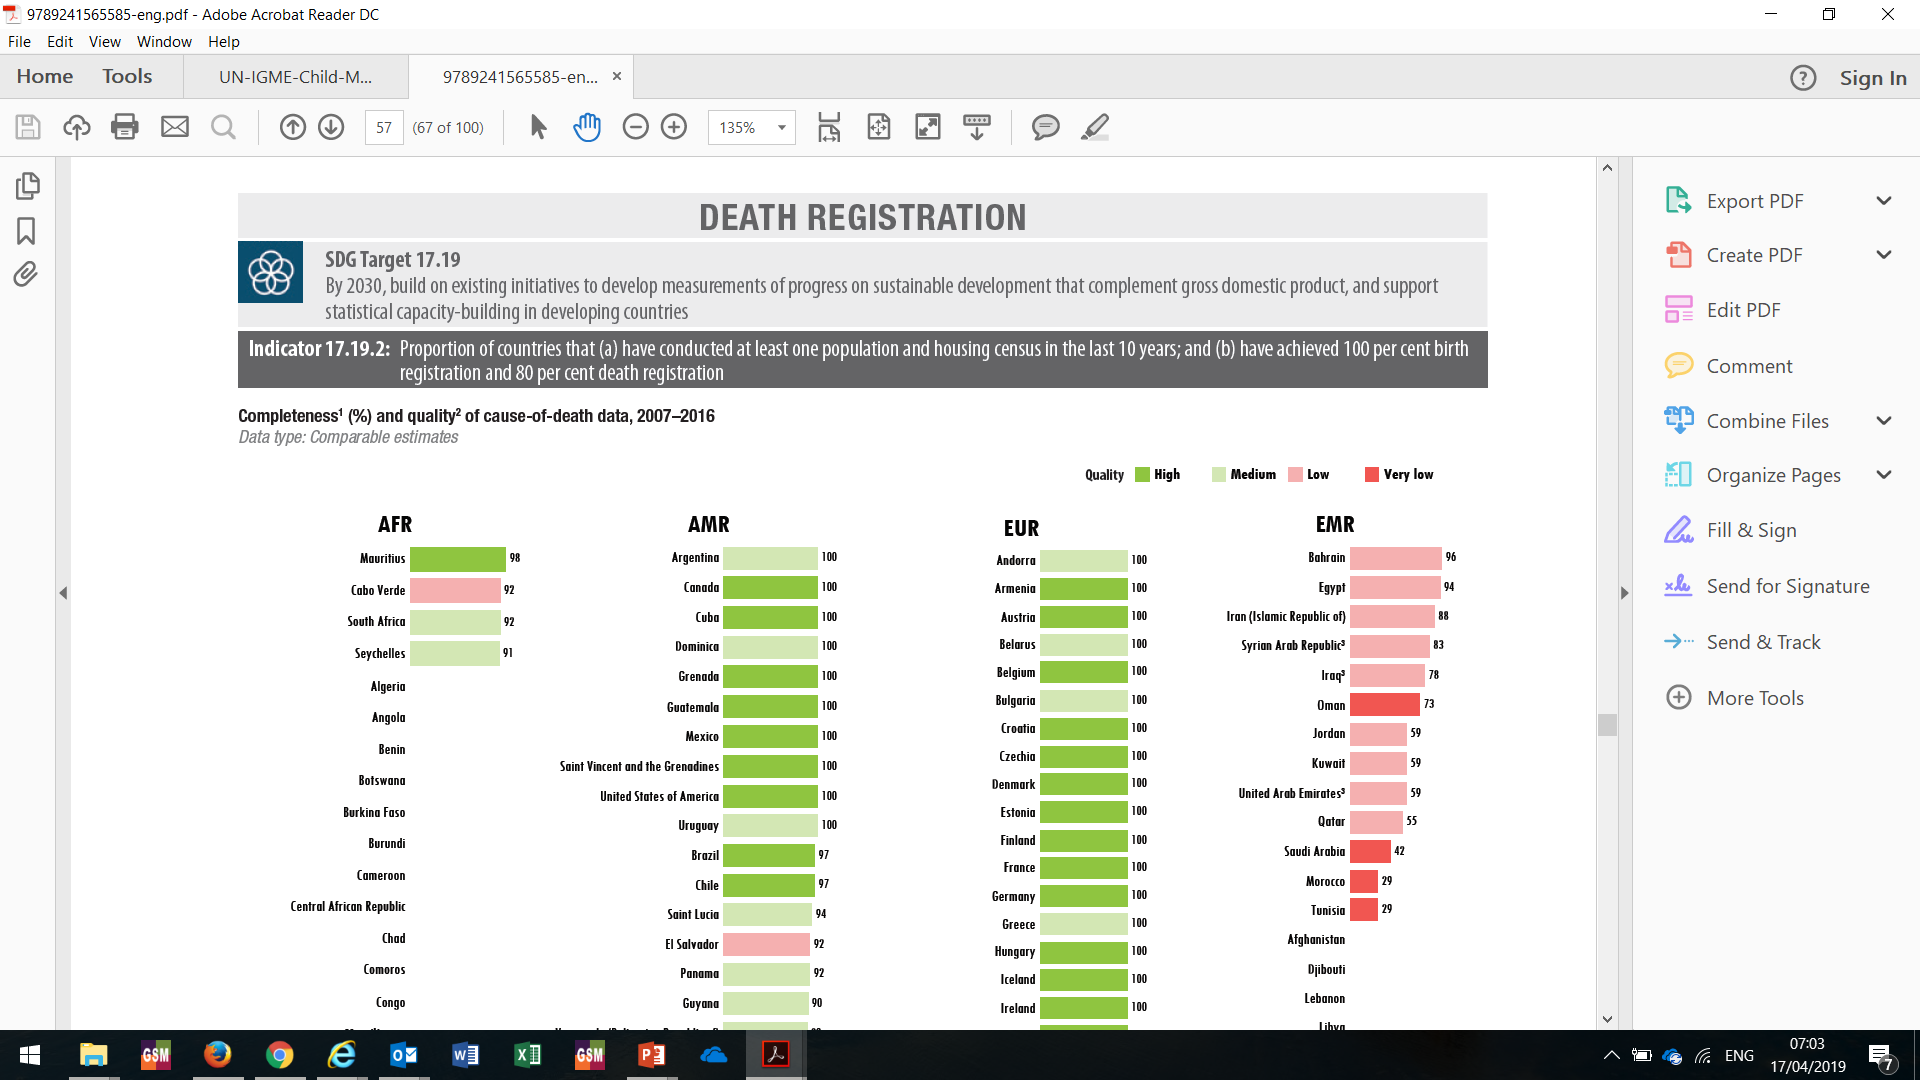 9789241565585-eng.pdf - Adobe Acrobat Reader DC
File Edit View Window Help
Home Tools UN-IGME-Child-M... 9789241565585-en... ×
? Sign In
57 (67 of 100) 135%
DEATH REGISTRATION
SDG Target 17.19
By 2030, build on existing initiatives to develop measurements of progress on sustainable development that complement gross domestic product, and support
statistical capacity-building in developing countries
Indicator 17.19.2: Proportion of countries that (a) have conducted at least one population and housing census in the last 10 years; and (b) have achieved 100 per cent birth
registration and 80 per cent death registration
Completeness¹ (%) and quality² of cause-of-death data, 2007–2016
Data type: Comparable estimates
Quality High Medium Low Very low
AFR
Mauritius 98
Cabo Verde 92
South Africa 92
Seychelles 91
Algeria
Angola
Benin
Botswana
Burkina Faso
Burundi
Cameroon
Central African Republic
Chad
Comoros
Congo
AMR
Argentina 100
Canada 100
Cuba 100
Dominica 100
Grenada 100
Guatemala 100
Mexico 100
Saint Vincent and the Grenadines 100
United States of America 100
Uruguay 100
Brazil 97
Chile 97
Saint Lucia 94
El Salvador 92
Panama 92
Guyana 90
EUR
Andorra 100
Armenia 100
Austria 100
Belarus 100
Belgium 100
Bulgaria 100
Croatia 100
Czechia 100
Denmark 100
Estonia 100
Finland 100
France 100
Germany 100
Greece 100
Hungary 100
Iceland 100
Ireland 100
EMR
Bahrain 96
Egypt 94
Iran (Islamic Republic of) 88
Syrian Arab Republic³ 83
Iraq³ 78
Oman 73
Jordan 59
Kuwait 59
United Arab Emirates³ 59
Qatar 55
Saudi Arabia 42
Morocco 29
Tunisia 29
Afghanistan
Djibouti
Lebanon
Libya
Export PDF
Create PDF
Edit PDF
Comment
Combine Files
Organize Pages
Fill & Sign
Send for Signature
Send & Track
More Tools
GSM
GSM
ENG
07:03
17/04/2019
7